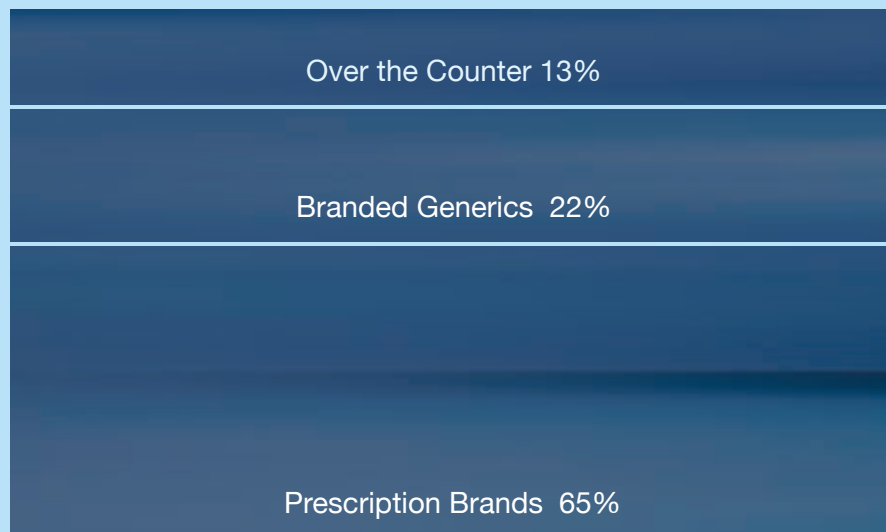 Over the Counter 13%
Branded Generics 22%
Prescription Brands 65%